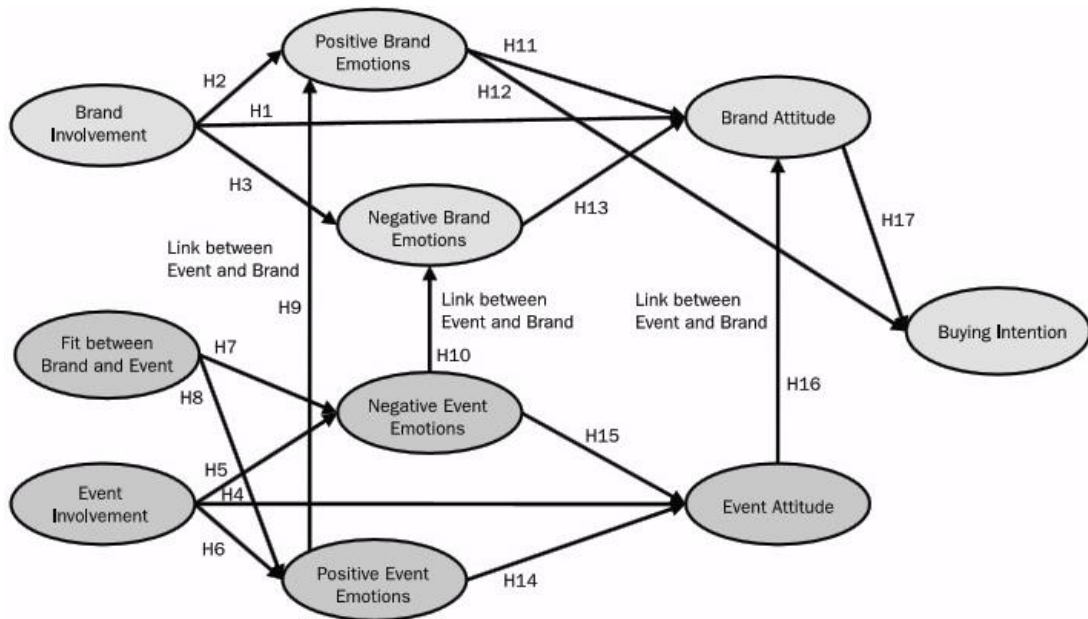 Positive Brand
Emotions
H11
H2
H12
Brand
Involvement
H1
Brand Attitude
H3
Negative Brand
Emotions
H13
H17
Link between
Event and Brand
Link between
Event and Brand
Link between
Event and Brand
H9
Buying Intention
Fit between
Brand and Event
H7
H10
H8
H16
Negative Event
Emotions
H15
H5
Event
Involvement
H4
Event Attitude
H6
Positive Event
Emotions
H14